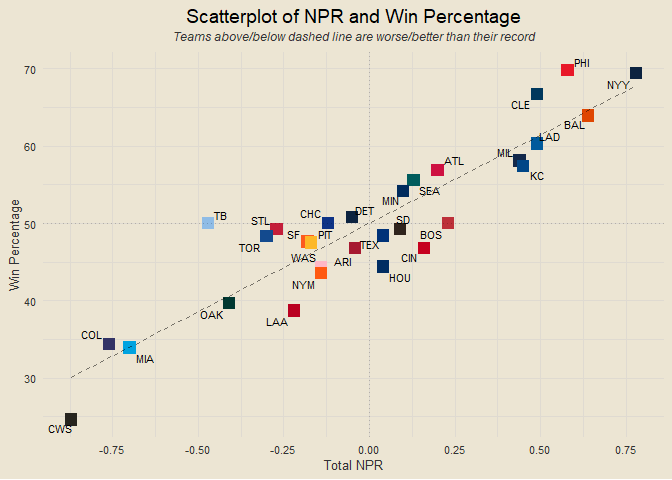 Scatterplot of NPR and Win Percentage
Teams above/below dashed line are worse/better than their record
Win Percentage
70
60
50
40
30
PHI
NYY
CLE
BAL
LAD
MIL
KC
ATL
SEA
MIN
TB
STL
CHC
DET
SD
BOS
TOR
SF
PIT
TEX
WAS
ARI
CIN
HOU
NYM
OAK
LAA
COL
MIA
CWS
-0.75
-0.50
-0.25
0.00
0.25
0.50
0.75
Total NPR